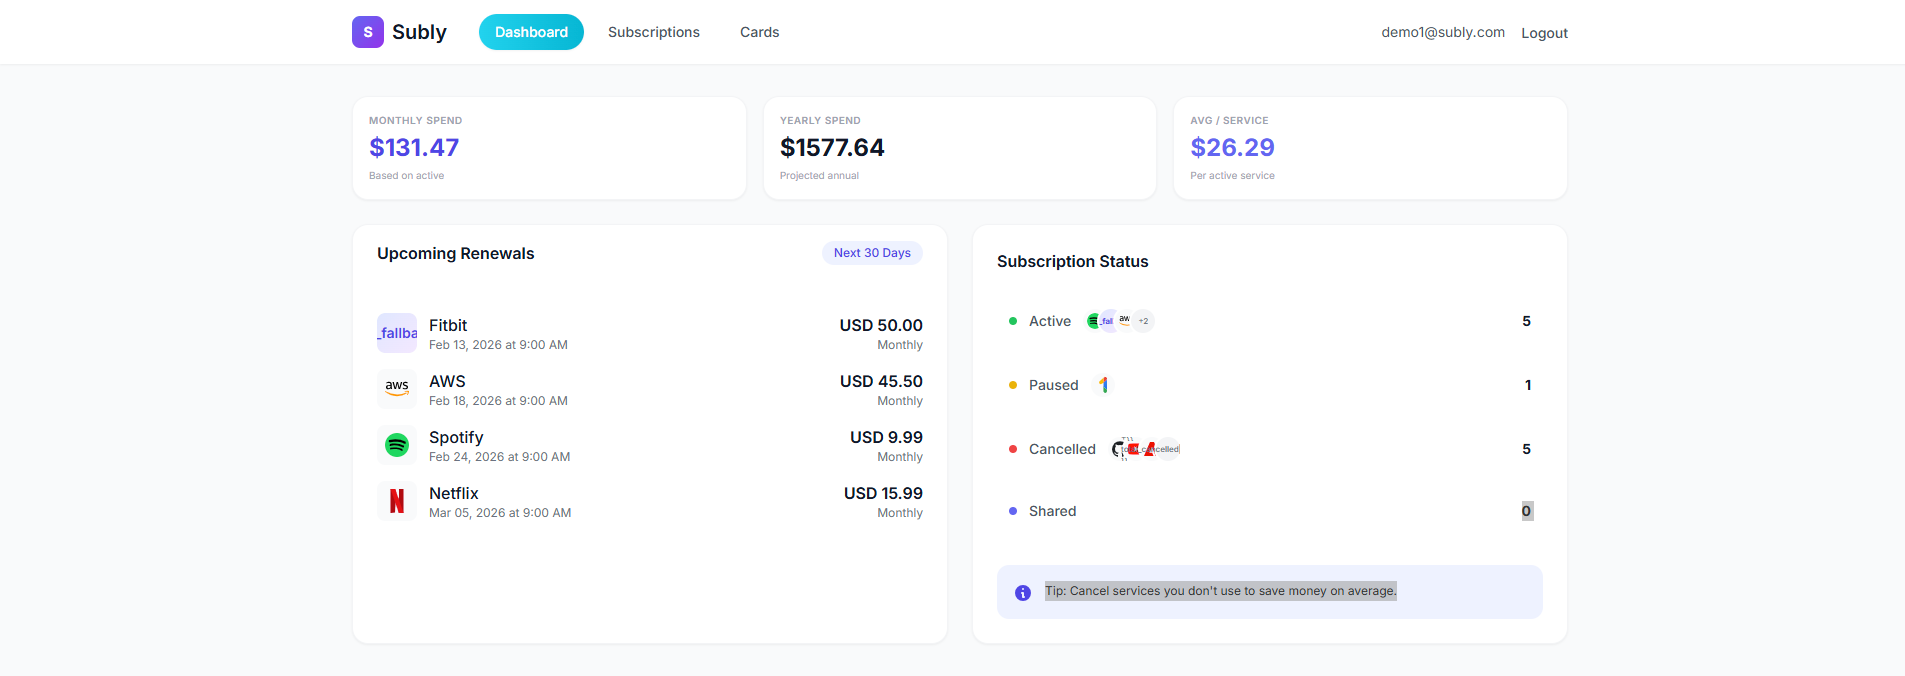 S Subly Dashboard Subscriptions Cards demo1@subly.com Logout
MONTHLY SPEND
$131.47
Based on active
YEARLY SPEND
$1577.64
Projected annual
AVG / SERVICE
$26.29
Per active service
Upcoming Renewals Next 30 Days
_fallba Fitbit USD 50.00
Feb 13, 2026 at 9:00 AM Monthly
aws AWS USD 45.50
Feb 18, 2026 at 9:00 AM Monthly
Spotify USD 9.99
Feb 24, 2026 at 9:00 AM Monthly
Netflix USD 15.99
Mar 05, 2026 at 9:00 AM Monthly
Subscription Status
Active _fall aws +2 5
Paused 1
Cancelled 5
Shared 0
Tip: Cancel services you don't use to save money on average.